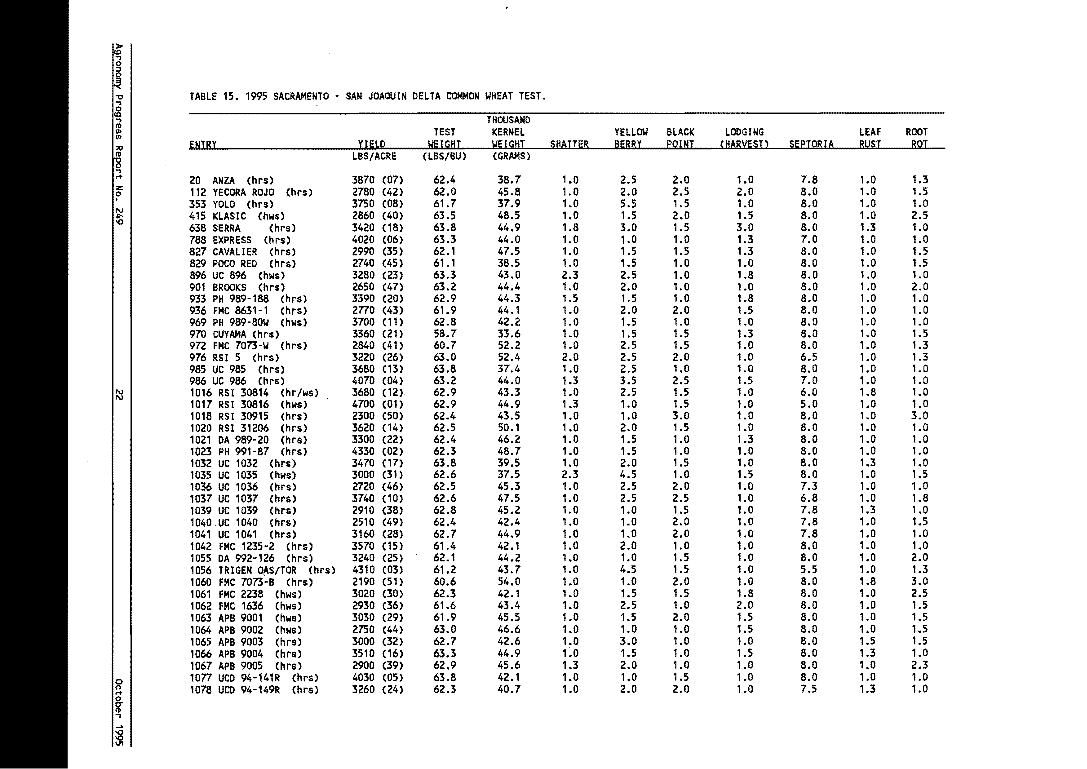 TABLE 15. 1995 SACRAMENTO - SAN JOAQUIN DELTA COMMON WHEAT TEST.
THOUSAND
TEST KERNEL YELLOW BLACK LODGING LEAF ROOT
ENTRY YIELD WEIGHT WEIGHT SHATTER BERRY POINT (HARVEST) SEPTORIA RUST ROT
LBS/ACRE (LBS/BU) (GRAMS)
20 ANZA (hrs) 3870 (07) 62.4 38.7 1.0 2.5 2.0 1.0 7.8 1.0 1.3
112 YECORA ROJO (hrs) 2780 (42) 62.0 45.8 1.0 2.0 2.5 2.0 8.0 1.0 1.5
353 YOLO (hrs) 3750 (08) 61.7 37.9 1.0 5.5 1.5 1.0 8.0 1.0 1.0
415 KLASIC (hws) 2860 (40) 63.5 48.5 1.0 1.5 2.0 1.5 8.0 1.0 2.5
638 SERRA (hrs) 3420 (18) 63.8 44.9 1.8 3.0 1.5 3.0 8.0 1.3 1.0
788 EXPRESS (hrs) 4020 (06) 63.3 44.0 1.0 1.0 1.0 1.3 7.0 1.0 1.0
827 CAVALIER (hrs) 2990 (35) 62.1 47.5 1.0 1.5 1.5 1.3 8.0 1.0 1.5
829 POCO RED (hrs) 2740 (45) 61.1 38.5 1.0 1.5 1.0 1.0 8.0 1.0 1.5
896 UC 896 (hws) 3280 (23) 63.3 43.0 2.3 2.5 1.0 1.8 8.0 1.0 1.0
901 BROOKS (hrs) 2650 (47) 63.2 44.4 1.0 2.0 1.0 1.0 8.0 1.0 2.0
933 PH 989-188 (hrs) 3390 (20) 62.9 44.3 1.5 1.5 1.0 1.8 8.0 1.0 1.0
936 FMC 8631-1 (hrs) 2770 (43) 61.9 44.1 1.0 2.0 2.0 1.5 8.0 1.0 1.0
969 PH 989-80W (hws) 3700 (11) 62.8 42.2 1.0 1.5 1.0 1.0 8.0 1.0 1.0
970 CUYAMA (hrs) 3360 (21) 58.7 33.6 1.0 1.5 1.5 1.3 8.0 1.0 1.5
972 FMC 7073-W (hws) 2840 (41) 60.7 52.2 1.0 2.5 1.5 1.0 8.0 1.0 1.3
976 RSI 5 (hrs) 3220 (26) 63.0 52.4 2.0 2.5 2.0 1.0 6.5 1.0 1.3
985 UC 985 (hrs) 3680 (13) 63.8 37.4 1.0 2.5 1.0 1.0 8.0 1.0 1.0
986 UC 986 (hrs) 4070 (04) 63.2 44.0 1.3 3.5 2.5 1.5 7.0 1.0 1.0
1016 RSI 30814 (hr/ws) 3680 (12) 62.9 43.3 1.0 2.5 1.5 1.0 6.0 1.8 1.0
1017 RSI 30816 (hws) 4700 (01) 62.9 44.9 1.3 1.0 1.5 1.0 5.0 1.0 1.0
1018 RSI 30915 (hrs) 2300 (50) 62.4 43.5 1.0 1.0 3.0 1.0 8.0 1.0 3.0
1020 RSI 31206 (hrs) 3620 (14) 62.5 50.1 1.0 2.0 1.5 1.0 8.0 1.0 1.0
1021 DA 989-20 (hrs) 3300 (22) 62.4 46.2 1.0 1.5 1.0 1.3 8.0 1.0 1.0
1023 PH 991-87 (hrs) 4330 (02) 62.3 48.7 1.0 1.5 1.0 1.0 8.0 1.0 1.0
1032 UC 1032 (hrs) 3470 (17) 63.8 39.5 1.0 2.0 1.5 1.0 8.0 1.3 1.0
1035 UC 1035 (hws) 3000 (31) 62.6 37.5 2.3 4.5 1.0 1.5 8.0 1.0 1.5
1036 UC 1036 (hrs) 2720 (46) 62.5 45.3 1.0 2.5 2.0 1.0 7.3 1.0 1.0
1037 UC 1037 (hrs) 3740 (10) 62.6 47.5 1.0 2.5 2.5 1.0 6.8 1.0 1.8
1039 UC 1039 (hrs) 2910 (38) 62.8 45.2 1.0 1.0 1.5 1.0 7.8 1.3 1.0
1040 UC 1040 (hrs) 2510 (49) 62.4 42.4 1.0 1.0 2.0 1.0 7.8 1.0 1.5
1041 UC 1041 (hrs) 3160 (28) 62.7 44.9 1.0 1.0 2.0 1.0 7.8 1.0 1.0
1042 FMC 1235-2 (hrs) 3570 (15) 61.4 42.1 1.0 2.0 1.0 1.0 8.0 1.0 1.0
1055 DA 992-126 (hrs) 3240 (25) 62.1 44.2 1.0 1.0 1.5 1.0 8.0 1.0 2.0
1056 TRIGEN QAS/TOR (hrs) 4310 (03) 61.2 43.7 1.0 4.5 1.5 1.0 5.5 1.0 1.3
1060 FMC 7073-B (hrs) 2190 (51) 60.6 54.0 1.0 1.0 2.0 1.0 8.0 1.8 3.0
1061 FMC 2238 (hws) 3020 (30) 62.3 42.1 1.0 1.5 1.5 1.8 8.0 1.0 2.5
1062 FMC 1636 (hws) 2930 (36) 61.6 43.4 1.0 2.5 1.0 2.0 8.0 1.0 1.5
1063 APB 9001 (hws) 3030 (29) 61.9 45.5 1.0 1.5 2.0 1.5 8.0 1.0 1.5
1064 APB 9002 (hws) 2750 (44) 63.0 46.6 1.0 1.0 1.0 1.5 8.0 1.0 1.5
1065 APB 9003 (hrs) 3000 (32) 62.7 42.6 1.0 3.0 1.0 1.0 8.0 1.5 1.5
1066 APB 9004 (hrs) 3510 (16) 63.3 44.9 1.0 1.5 1.0 1.5 8.0 1.3 1.0
1067 APB 9005 (hrs) 2900 (39) 62.9 45.6 1.3 2.0 1.0 1.0 8.0 1.0 2.3
1077 UCD 94-141R (hrs) 4030 (05) 63.8 42.1 1.0 1.0 1.5 1.0 8.0 1.0 1.0
1078 UCD 94-149R (hrs) 3260 (24) 62.3 40.7 1.0 2.0 2.0 1.0 7.5 1.3 1.0
Agronomy Progress Report No. 249 22 October 1995